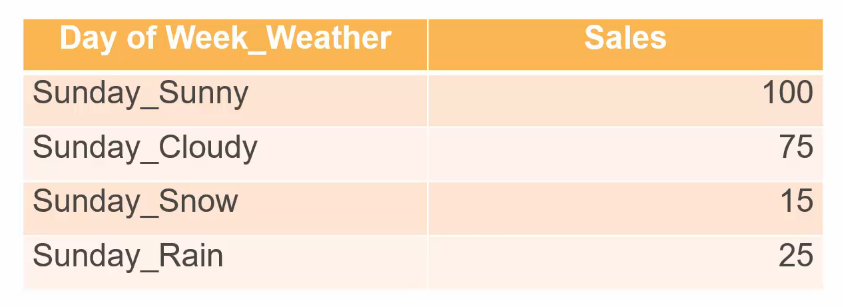 Day of Week_Weather Sales
Sunday_Sunny 100
Sunday_Cloudy 75
Sunday_Snow 15
Sunday_Rain 25